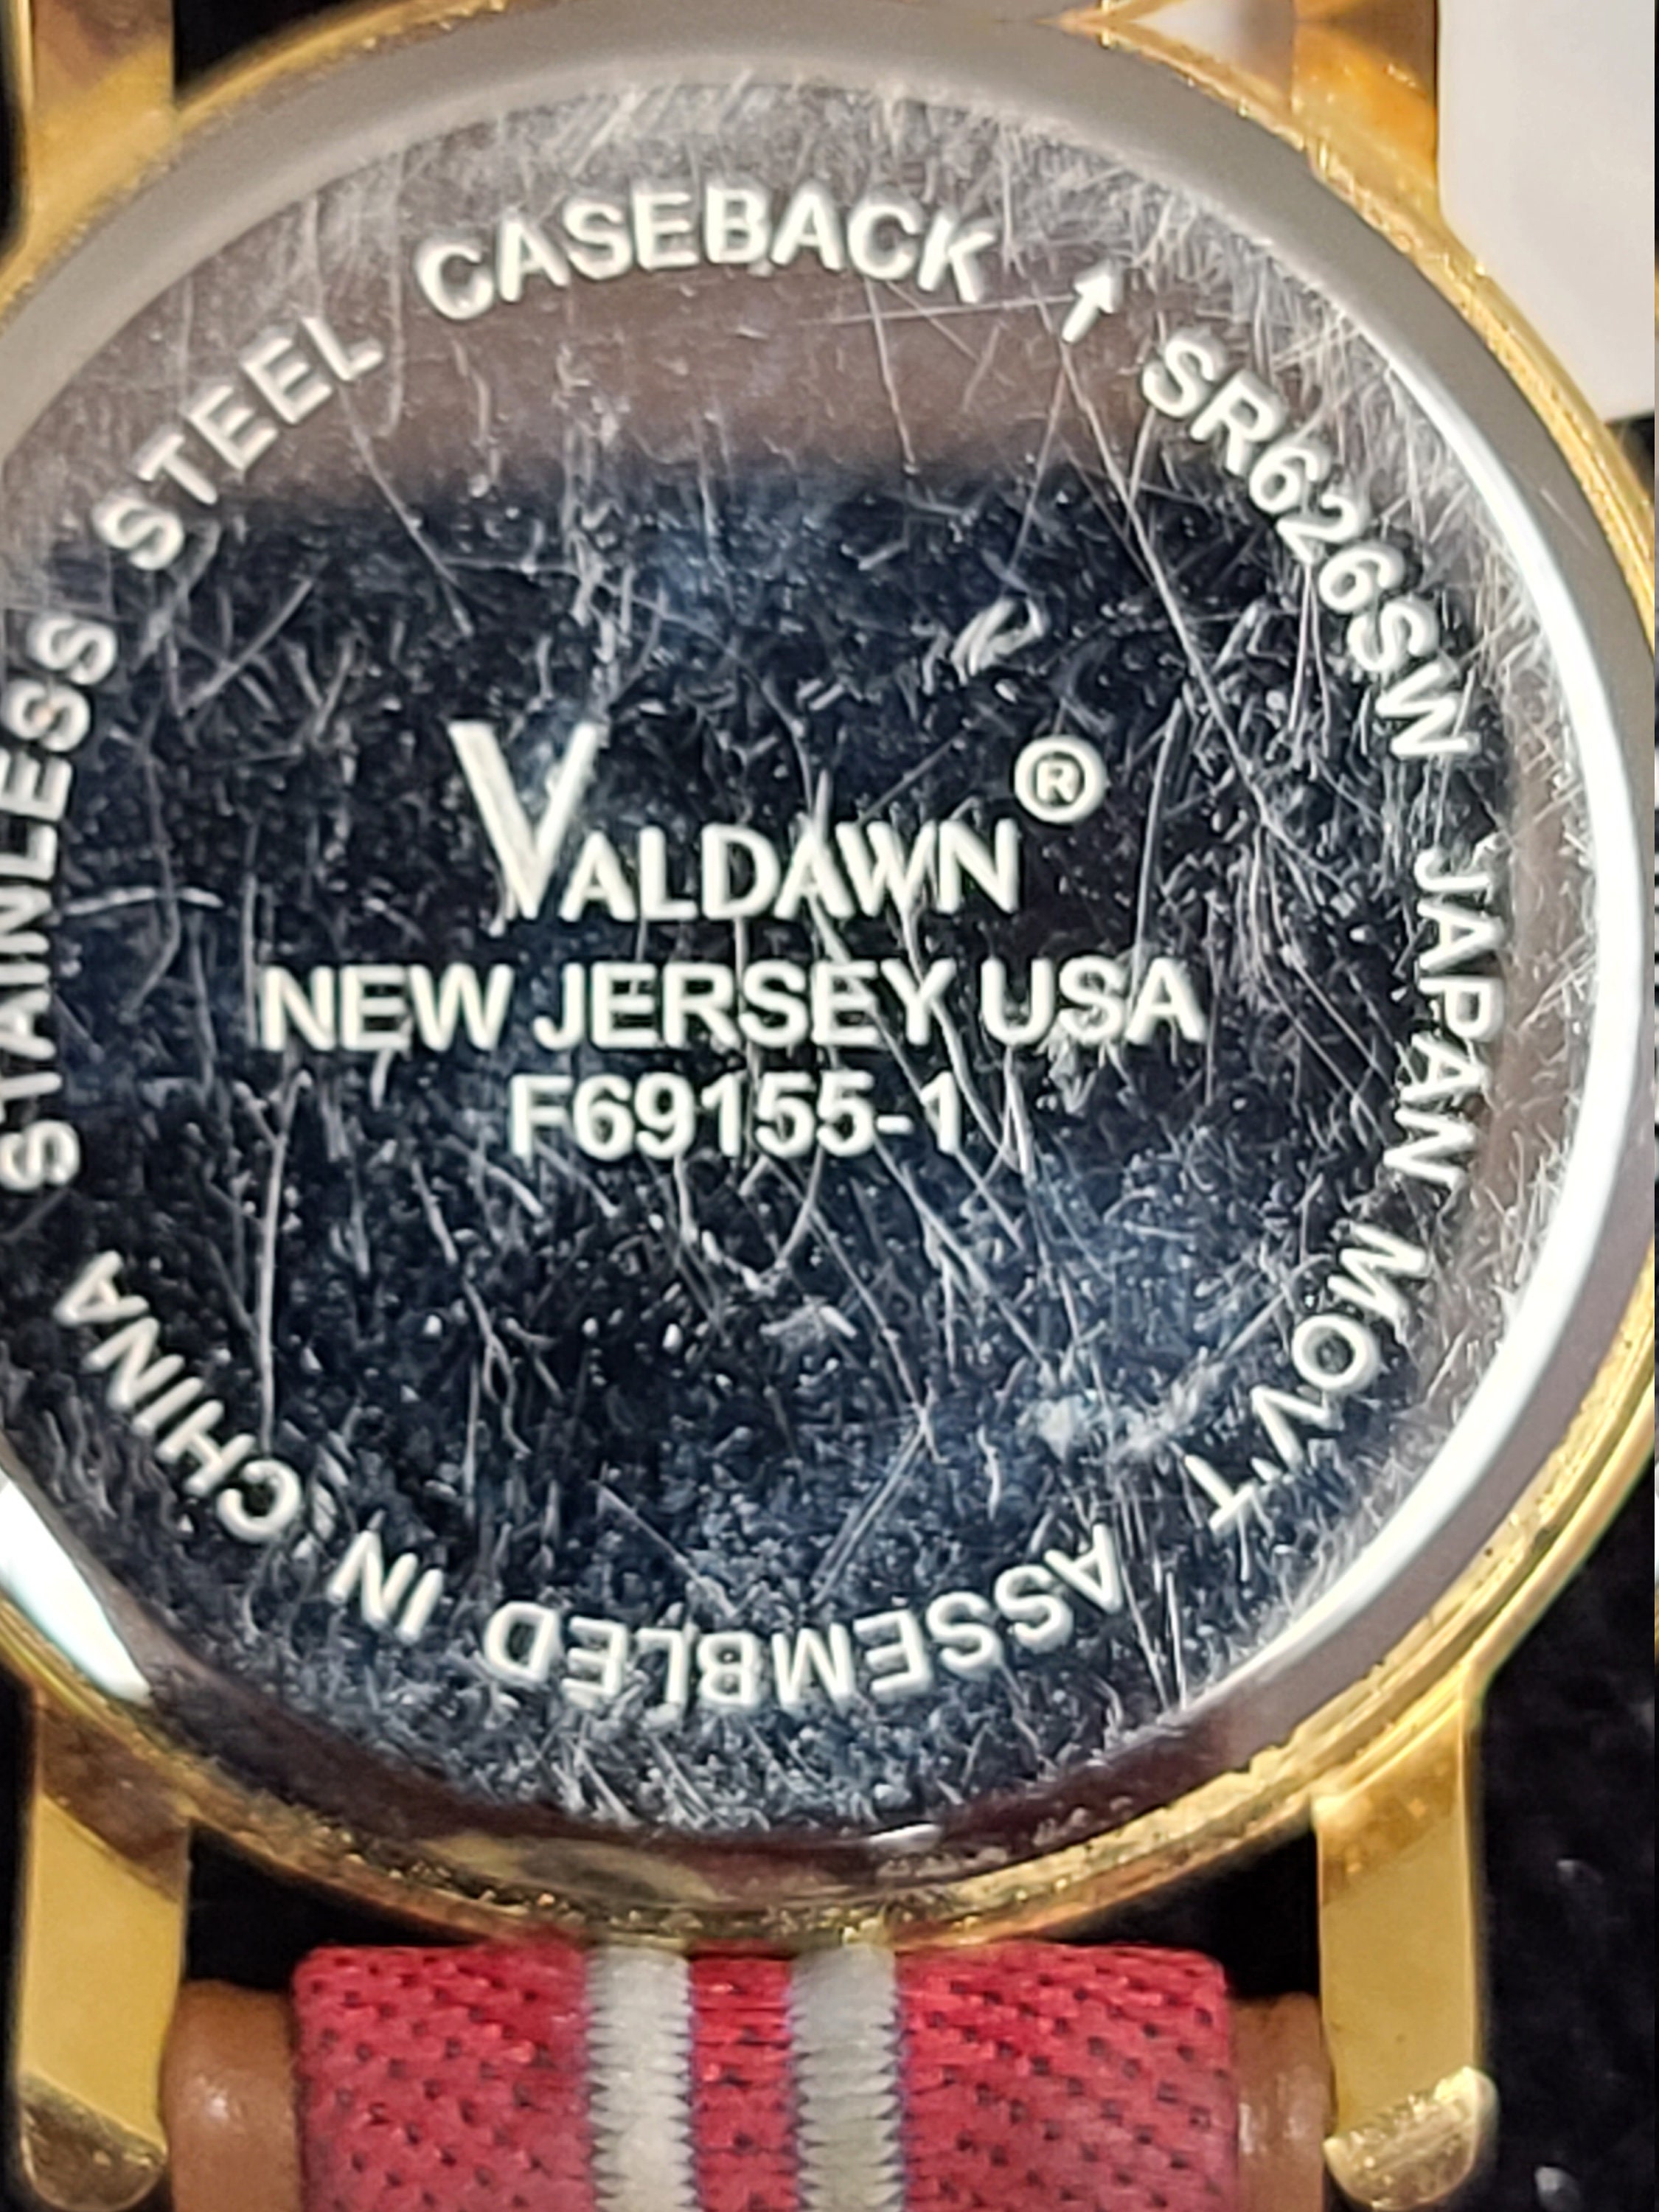 STAINLESS STEEL CASEBACK ↑ SR626SW JAPAN MOV'T ASSEMBLED IN CHINA
VALDAWN®
NEW JERSEY USA
F69155-1